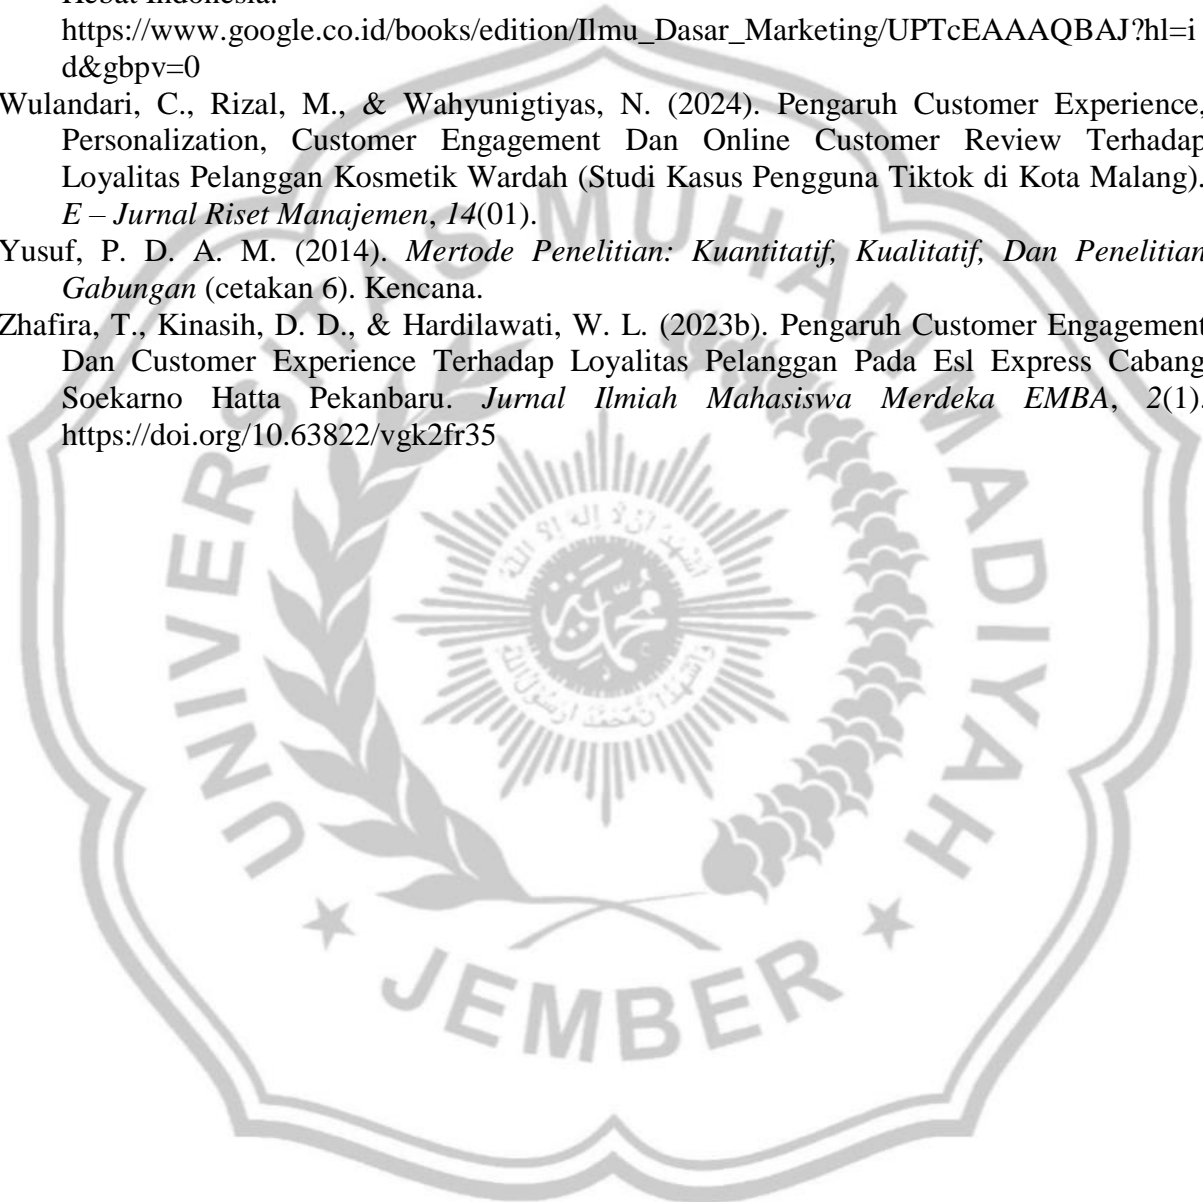 Hebat Indonesia.
https://www.google.co.id/books/edition/Ilmu_Dasar_Marketing/UPTcEAAAQBAJ?hl=i
d&gbpv=0
Wulandari, C., Rizal, M., & Wahyunigtiyas, N. (2024). Pengaruh Customer Experience,
Personalization, Customer Engagement Dan Online Customer Review Terhadap
Loyalitas Pelanggan Kosmetik Wardah (Studi Kasus Pengguna Tiktok di Kota Malang).
E – Jurnal Riset Manajemen, 14(01).
Yusuf, P. D. A. M. (2014). Mertode Penelitian: Kuantitatif, Kualitatif, Dan Penelitian
Gabungan (cetakan 6). Kencana.
Zhafira, T., Kinasih, D. D., & Hardilawati, W. L. (2023b). Pengaruh Customer Engagement
Dan Customer Experience Terhadap Loyalitas Pelanggan Pada Esl Express Cabang
Soekarno Hatta Pekanbaru. Jurnal Ilmiah Mahasiswa Merdeka EMBA, 2(1).
https://doi.org/10.63822/vgk2fr35
UNIVERSITAS MUHAMMADIYAH
JEMBER